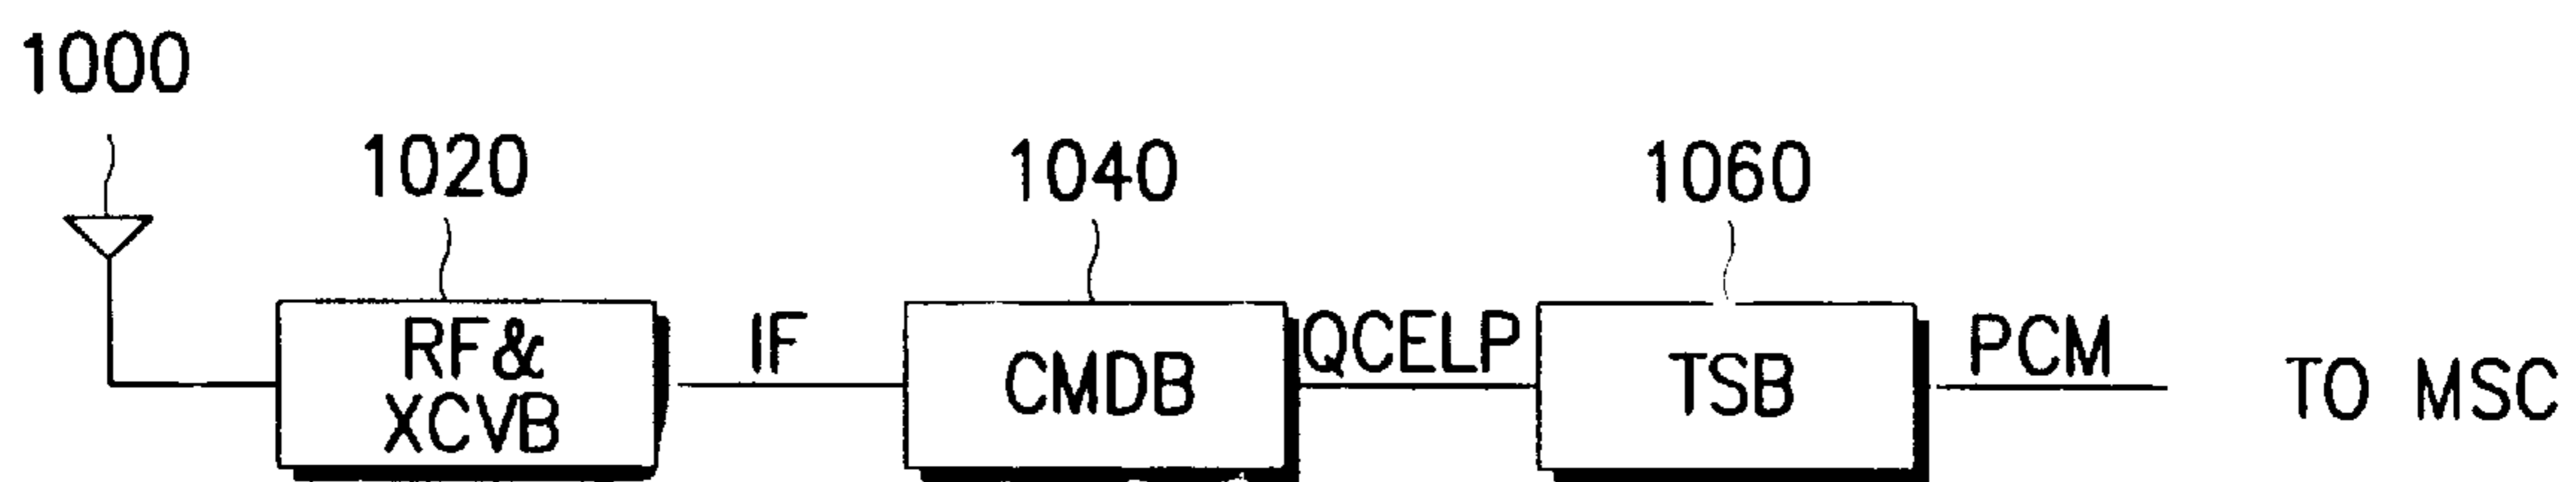 1000
1020
1040
1060
RF&
XCVB
IF
CMDB
QCELP
TSB
PCM
TO MSC